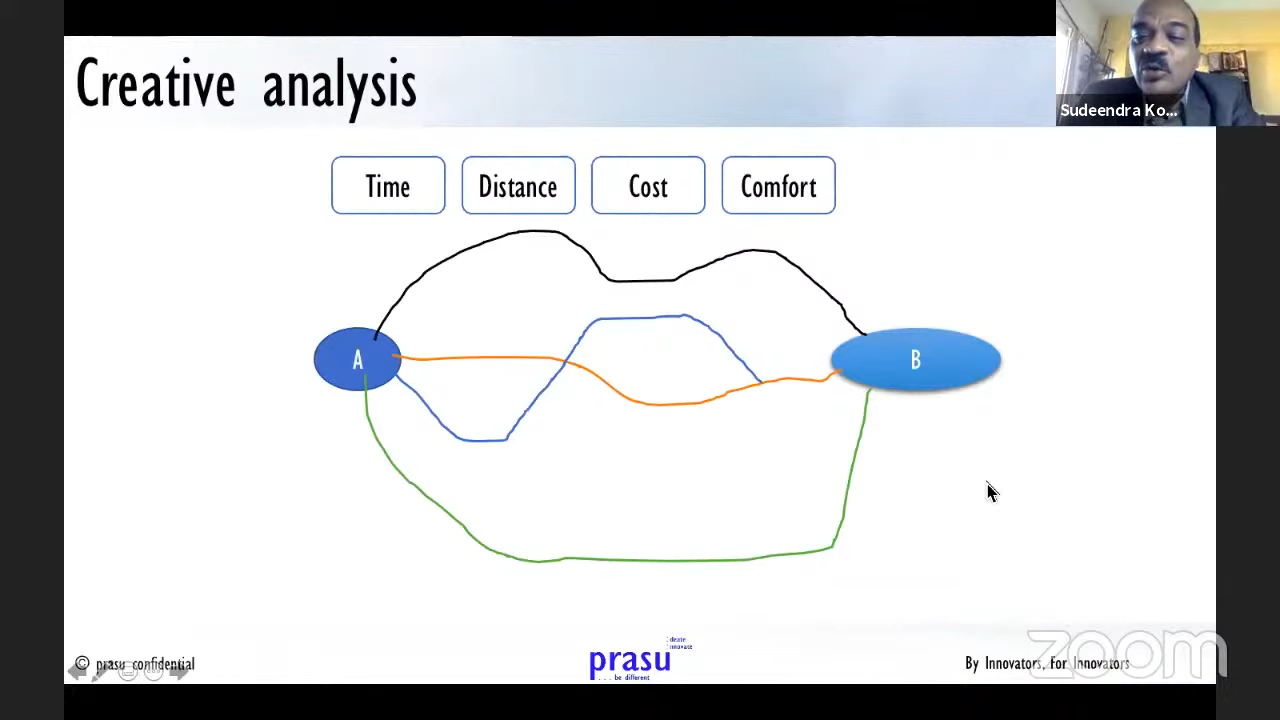 Creative analysis
Sudeendra Ko...
Time
Distance
Cost
Comfort
A
B
© prasu confidential
prasu
... be different
By Innovators, For Innovators
zoom